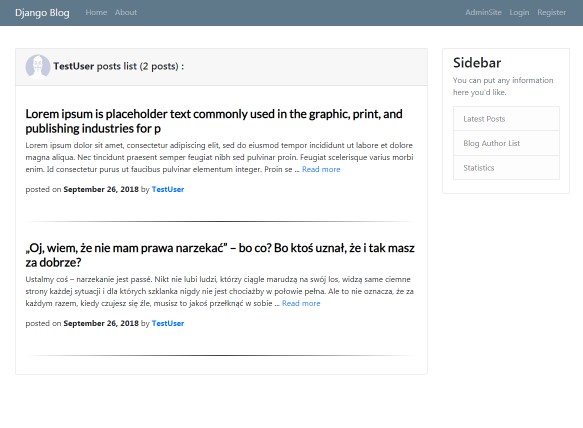 Django Blog Home About AdminSite Login Register
TestUser posts list (2 posts) :
Lorem ipsum is placeholder text commonly used in the graphic, print, and
publishing industries for p
Lorem ipsum dolor sit amet, consectetur adipiscing elit, sed do eiusmod tempor incididunt ut labore et dolore
magna aliqua. Nec tincidunt praesent semper feugiat nibh sed pulvinar proin. Feugiat scelerisque varius morbi
enim. Id consectetur purus ut faucibus pulvinar elementum integer. Proin se ... Read more
posted on September 26, 2018 by TestUser
„Oj, wiem, że nie mam prawa narzekać” – bo co? Bo ktoś uznał, że i tak masz
za dobrze?
Ustalmy coś – narzekanie jest passé. Nikt nie lubi ludzi, którzy ciągle marudzą na swój los, widzą same ciemne
strony każdej sytuacji i dla których szklanka nigdy nie jest chociażby w połowie pełna. Ale to nie oznacza, że za
każdym razem, kiedy czujesz się źle, musisz to jakoś przełknąć w sobie ... Read more
posted on September 26, 2018 by TestUser
Sidebar
You can put any information
here you'd like.
Latest Posts
Blog Author List
Statistics